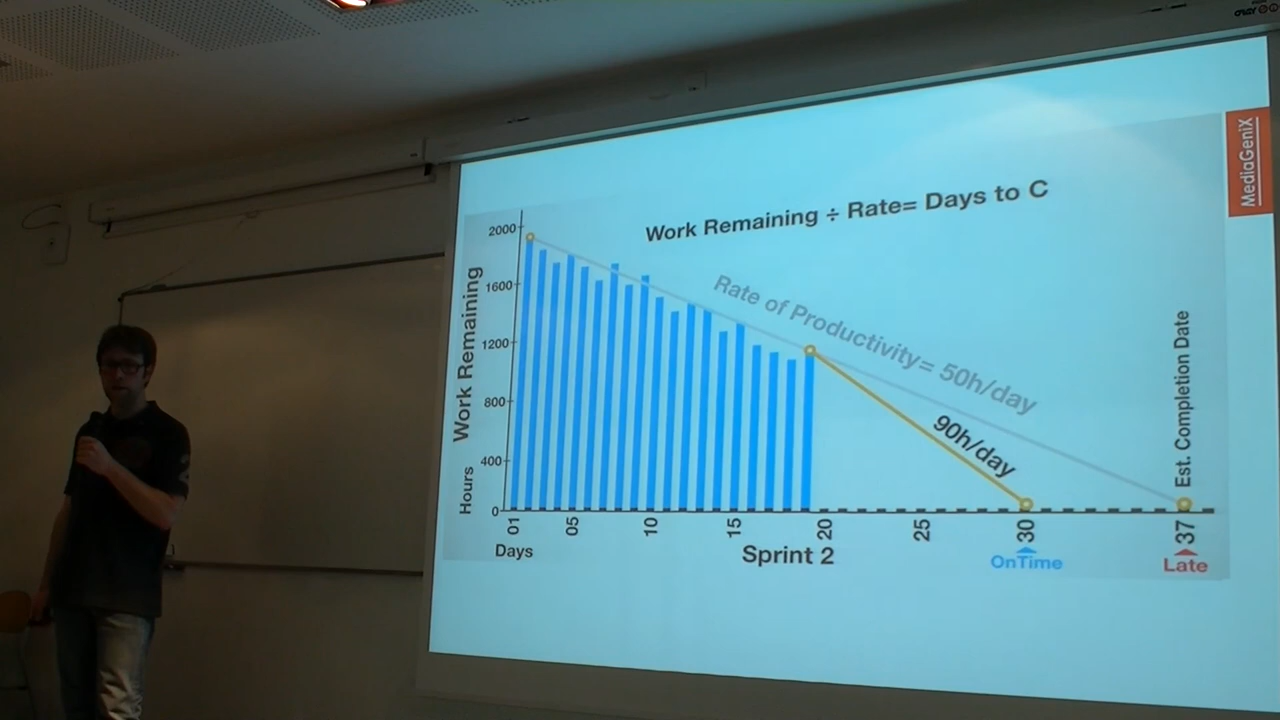 MediaGeniX
Work Remaining ÷ Rate= Days to C
2000
1600
1200
800
400
0
Hours Work Remaining
Rate of Productivity= 50h/day
90h/day
Est. Completion Date
01 05 10 15 20 25 30 37
Days Sprint 2 OnTime Late